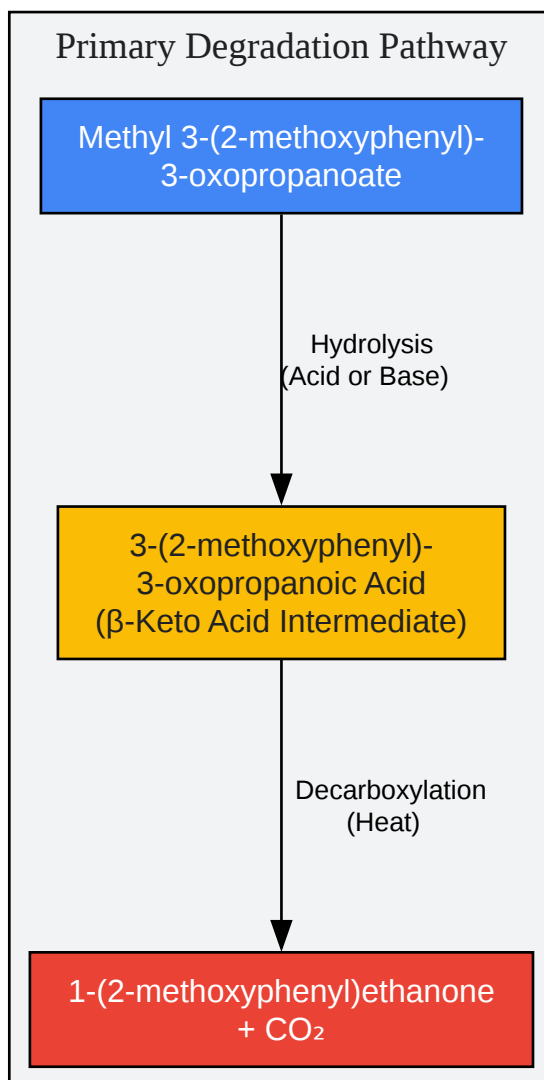 Primary Degradation Pathway
Methyl 3-(2-methoxyphenyl)-
3-oxopropanoate
Hydrolysis
(Acid or Base)
3-(2-methoxyphenyl)-
3-oxopropanoic Acid
(β-Keto Acid Intermediate)
Decarboxylation
(Heat)
1-(2-methoxyphenyl)ethanone
+ CO₂